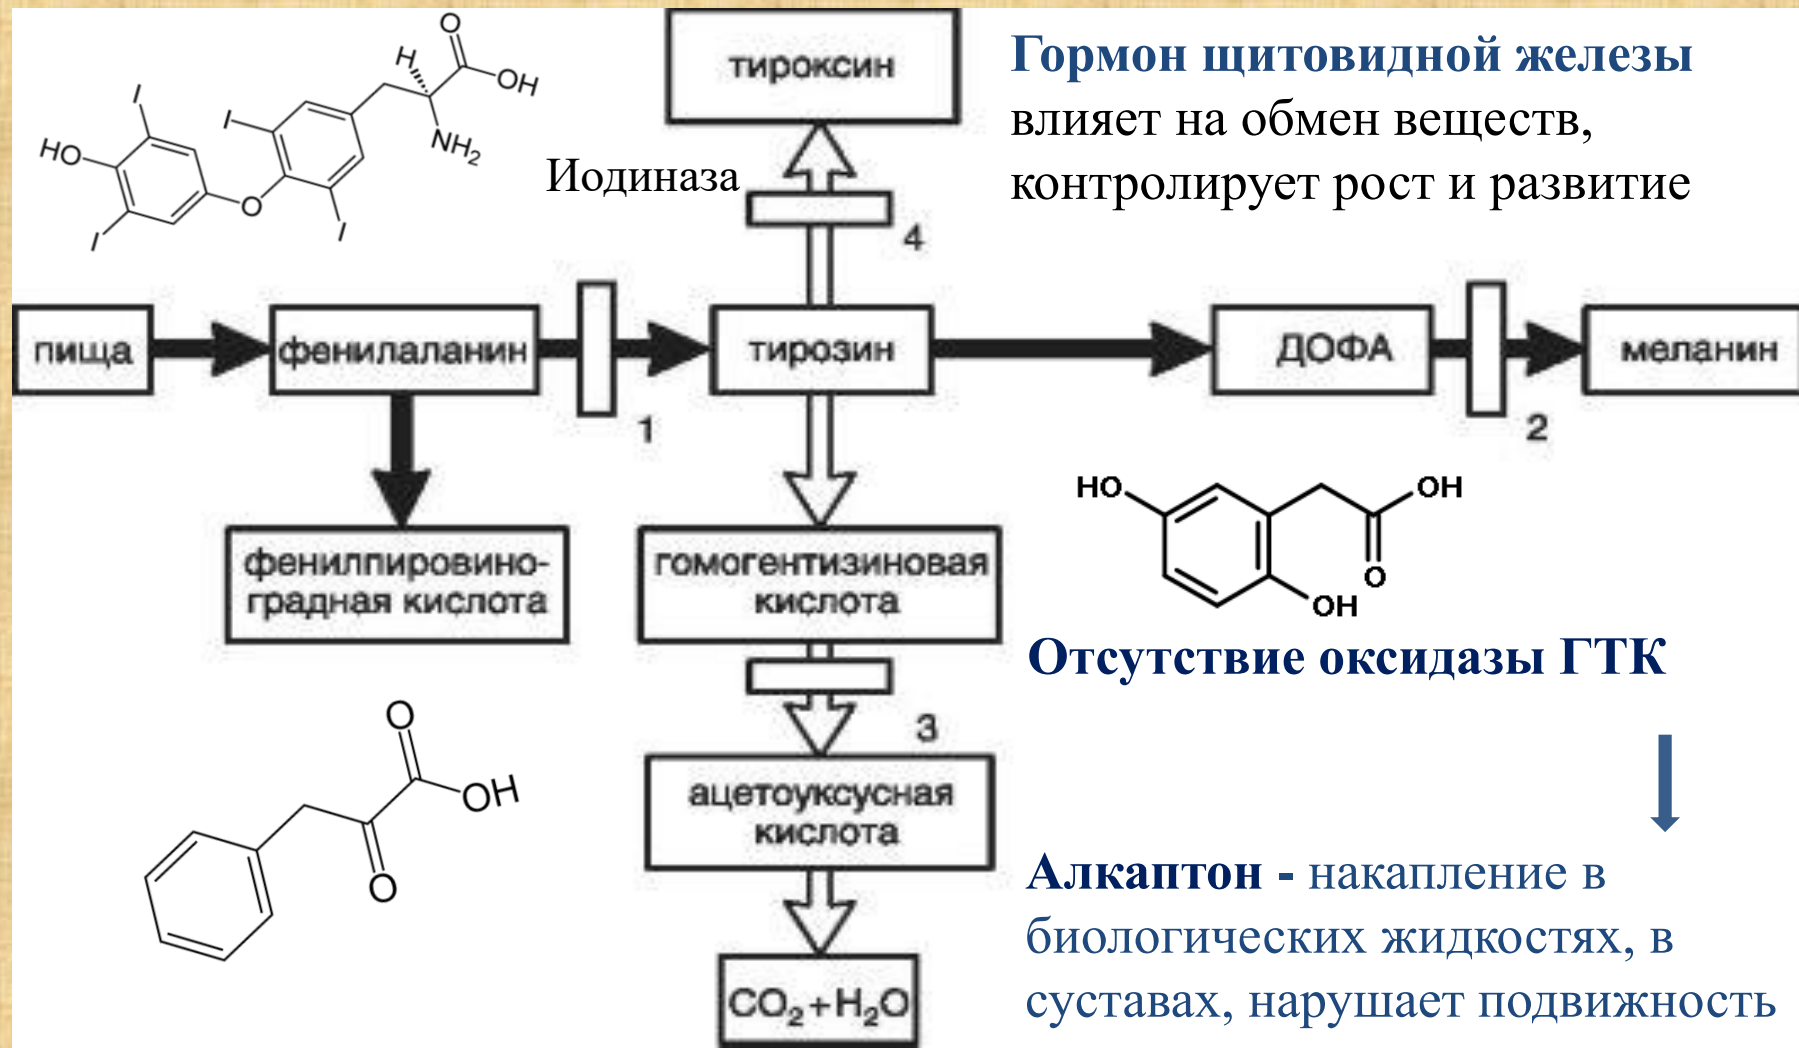 O
H
OH
NH2
I
I
HO
O
I
I
тироксин
Гормон щитовидной железы
влияет на обмен веществ,
контролирует рост и развитие
Иодиназа
4
пища
фенилаланин
1
тирозин
ДОФА
2
меланин
фенилпировино-
градная кислота
гомогентизиновая
кислота
HO
OH
O
OH
Отсутствие оксидазы ГТК
3
O
OH
O
ацетоуксусная
кислота
Алкаптон - накапление в
биологических жидкостях, в
суставах, нарушает подвижность
CO2+H2O